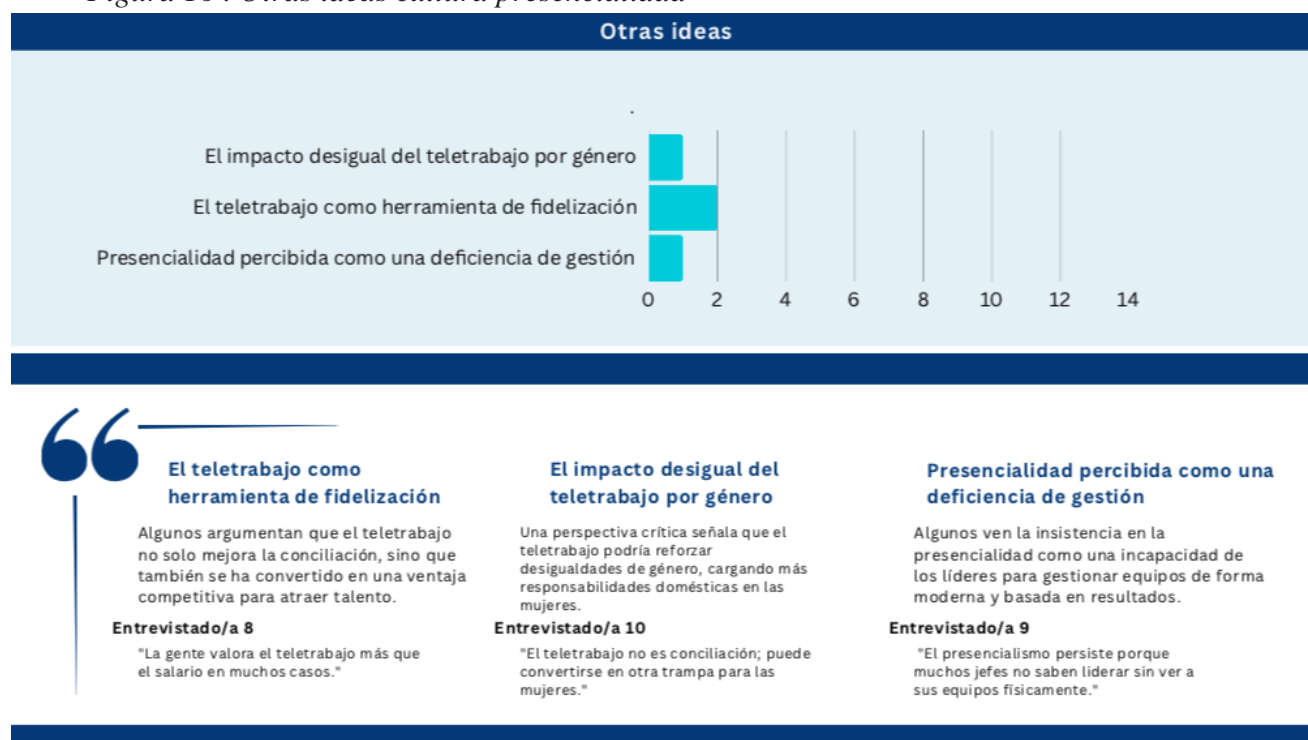 Otras ideas
.
El impacto desigual del teletrabajo por género
El teletrabajo como herramienta de fidelización
Presencialidad percibida como una deficiencia de gestión
0 2 4 6 8 10 12 14
El teletrabajo como
herramienta de fidelización
Algunos argumentan que el teletrabajo
no solo mejora la conciliación, sino que
también se ha convertido en una ventaja
competitiva para atraer talento.
Entrevistado/a 8
"La gente valora el teletrabajo más que
el salario en muchos casos."
El impacto desigual del
teletrabajo por género
Una perspectiva crítica señala que el
teletrabajo podría reforzar
desigualdades de género, cargando más
responsabilidades domésticas en las
mujeres.
Entrevistado/a 10
"El teletrabajo no es conciliación; puede
convertirse en otra trampa para las
mujeres."
Presencialidad percibida como una
deficiencia de gestión
Algunos ven la insistencia en la
presencialidad como una incapacidad de
los líderes para gestionar equipos de forma
moderna y basada en resultados.
Entrevistado/a 9
"El presencialismo persiste porque
muchos jefes no saben liderar sin ver a
sus equipos físicamente."